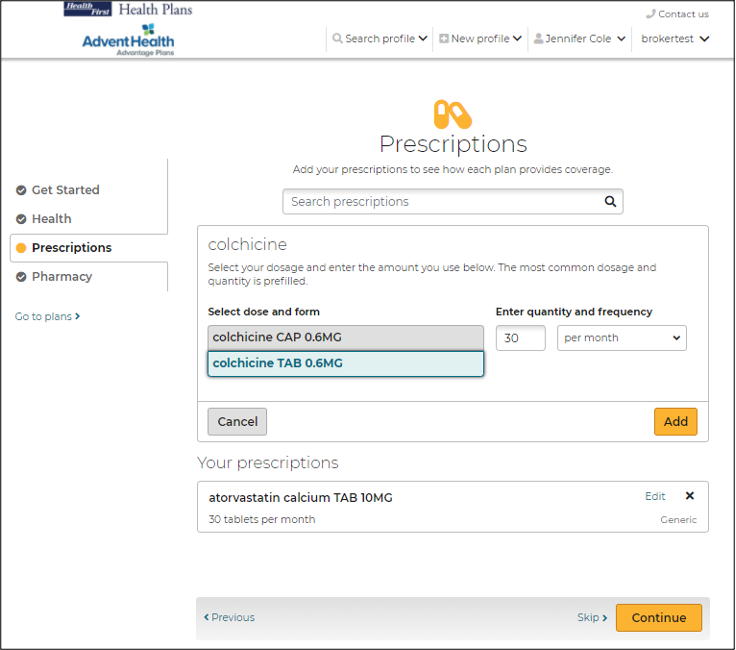 Health First Health Plans
Contact us
AdventHealth
Advantage Plans
Search profile
New profile
Jennifer Cole
brokertest
Prescriptions
Add your prescriptions to see how each plan provides coverage.
Search prescriptions
Get Started
Health
Prescriptions
Pharmacy
Go to plans
colchicine
Select your dosage and enter the amount you use below. The most common dosage and
quantity is prefilled.
Select dose and form
Enter quantity and frequency
colchicine CAP 0.6MG
30
per month
colchicine TAB 0.6MG
Cancel
Add
Your prescriptions
atorvastatin calcium TAB 10MG
Edit
30 tablets per month
Generic
Previous
Skip
Continue